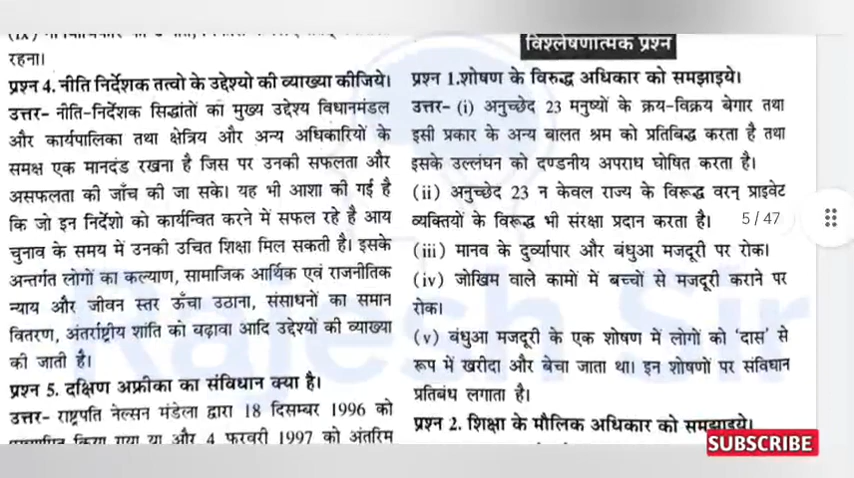 रहना।
प्रश्न 4. नीति निर्देशक तत्वो के उद्देश्यो की व्याख्या कीजिये।
उत्तर- नीति-निर्देशक सिद्धांतों का मुख्य उद्देश्य विधानमंडल
और कार्यपालिका तथा क्षेत्रिय और अन्य अधिकारियों के
समक्ष एक मानदंड रखना है जिस पर उनकी सफलता और
असफलता की जाँच की जा सके। यह भी आशा की गई है
कि जो इन निर्देशो को कार्यन्वित करने में सफल रहे है आय
चुनाव के समय में उनकी उचित शिक्षा मिल सकती है। इसके
अन्तर्गत लोगों का कल्याण, सामाजिक आर्थिक एवं राजनीतिक
न्याय और जीवन स्तर ऊँचा उठाना, संसाधनों का समान
वितरण, अंतर्राष्ट्रीय शांति को बढ़ावा आदि उद्देश्यों की व्याख्या
की जाती है।
प्रश्न 5. दक्षिण अफ्रीका का संविधान क्या है।
उत्तर- राष्ट्रपति नेल्सन मंडेला द्वारा 18 दिसम्बर 1996 को
किया गया था और 4 फरवरी 1997 को अंतरिम
विश्लेषणात्मक प्रश्न
प्रश्न 1.शोषण के विरुद्ध अधिकार को समझाइये।
उत्तर- (i) अनुच्छेद 23 मनुष्यों के क्रय-विक्रय बेगार तथा
इसी प्रकार के अन्य बालत श्रम को प्रतिबिद्ध करता है तथा
इसके उल्लंघन को दण्डनीय अपराध घोषित करता है।
(ii) अनुच्छेद 23 न केवल राज्य के विरूद्ध वरन् प्राइवेट
व्यक्तियों के विरूद्ध भी संरक्षा प्रदान करता है।
(iii) मानव के दुर्व्यापार और बंधुआ मजदूरी पर रोक।
(iv) जोखिम वाले कामों में बच्चों से मजदूरी कराने पर
रोक।
(v) बंधुआ मजदूरी के एक शोषण में लोगों को 'दास' से
रूप में खरीदा और बेचा जाता था। इन शोषणों पर संविधान
प्रतिबंध लगाता है।
प्रश्न 2. शिक्षा के मौलिक अधिकार को समझाइये।
5/47
Rajesh Sir
SUBSCRIBE